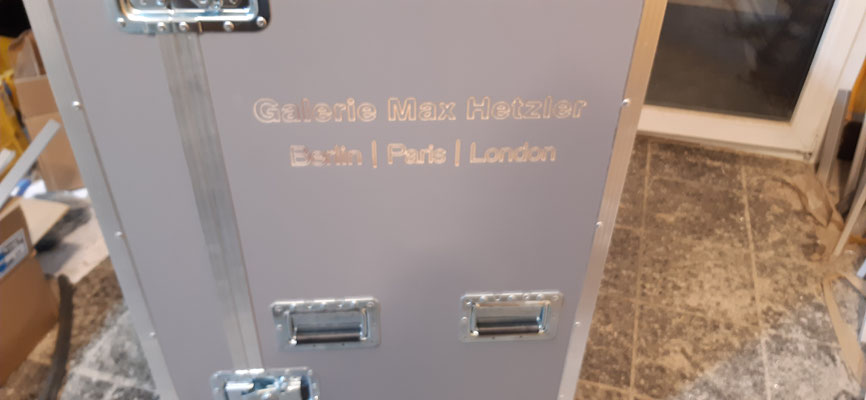 Galerie Max Hetzler
Berlin | Paris | London